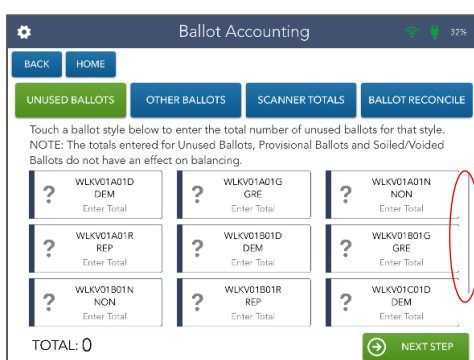 Ballot Accounting
32%
BACK HOME
UNUSED BALLOTS OTHER BALLOTS SCANNER TOTALS BALLOT RECONCILE
Touch a ballot style below to enter the total number of unused ballots for that style.
NOTE: The totals entered for Unused Ballots, Provisional Ballots and Soiled/Voided
Ballots do not have an effect on balancing.
? WLKV01A01D
DEM
Enter Total
? WLKV01A01G
GRE
Enter Total
? WLKV01A01N
NON
Enter Total
? WLKV01A01R
REP
Enter Total
? WLKV01B01D
DEM
Enter Total
? WLKV01B01G
GRE
Enter Total
? WLKV01B01N
NON
Enter Total
? WLKV01B01R
REP
Enter Total
? WLKV01C01D
DEM
Enter Total
TOTAL: 0
NEXT STEP